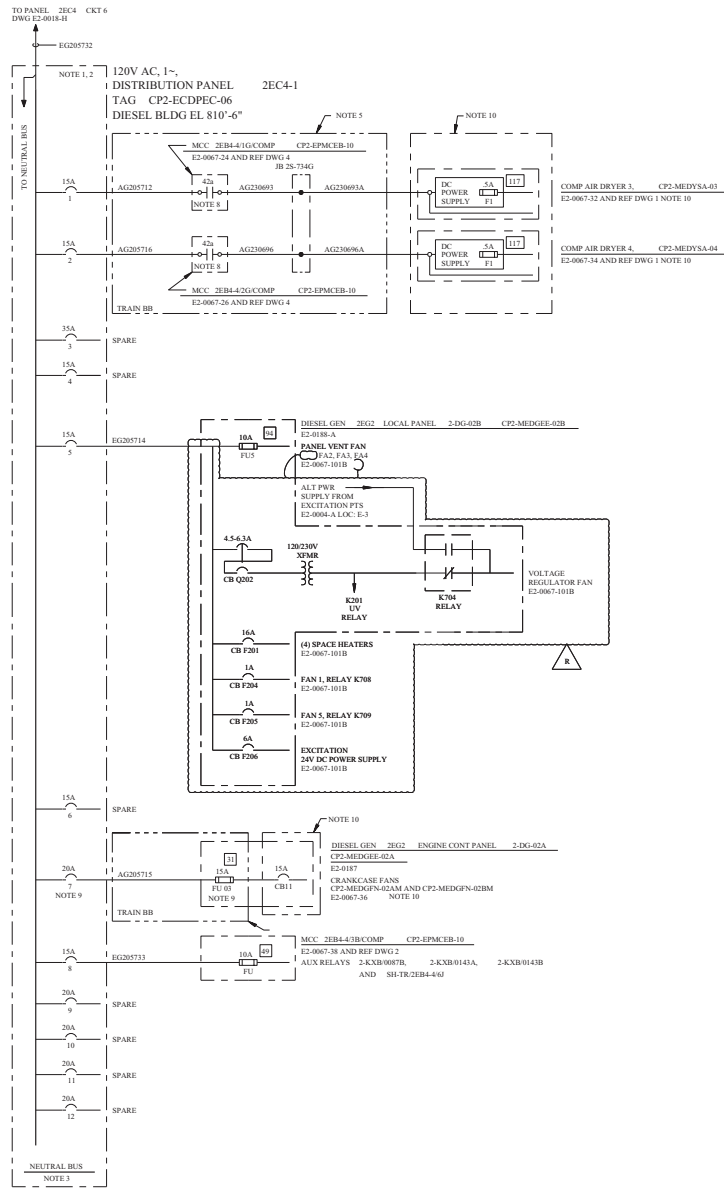 TO PANEL 2EC4 CKT 6
DWG E2-0018-H
EG205732
NOTE 1, 2
120V AC, 1~,
DISTRIBUTION PANEL 2EC4-1
TAG CP2-ECDPEC-06
DIESEL BLDG EL 810'-6"
TO NEUTRAL BUS
NOTE 5
NOTE 10
MCC 2EB4-4/1G/COMP CP2-EPMCEB-10
E2-0067-24 AND REF DWG 4
JB 2S-734G
15A
1
AG205712
42a
NOTE 8
AG230693
AG230693A
DC
POWER
SUPPLY
.5A
F1
117
COMP AIR DRYER 3, CP2-MEDYSA-03
E2-0067-32 AND REF DWG 1 NOTE 10
15A
2
AG205716
42a
NOTE 8
AG230696
AG230696A
DC
POWER
SUPPLY
.5A
F1
117
COMP AIR DRYER 4, CP2-MEDYSA-04
E2-0067-34 AND REF DWG 1 NOTE 10
MCC 2EB4-4/2G/COMP CP2-EPMCEB-10
E2-0067-26 AND REF DWG 4
TRAIN BB
35A
3
SPARE
15A
4
SPARE
15A
5
EG205714
10A
FU5
94
DIESEL GEN 2EG2 LOCAL PANEL 2-DG-02B CP2-MEDGEE-02B
E2-0188-A
PANEL VENT FAN
FA2, FA3, FA4
E2-0067-101B
ALT PWR
SUPPLY FROM
EXCITATION PTS
E2-0004-A LOC: E-3
4.5-6.3A
CB Q202
120/230V
XFMR
K201
UV
RELAY
K704
RELAY
VOLTAGE
REGULATOR FAN
E2-0067-101B
16A
CB F201
(4) SPACE HEATERS
E2-0067-101B
1A
CB F204
FAN 1, RELAY K708
E2-0067-101B
1A
CB F205
FAN 5, RELAY K709
E2-0067-101B
6A
CB F206
EXCITATION
24V DC POWER SUPPLY
E2-0067-101B
R
15A
6
SPARE
NOTE 10
20A
7
NOTE 9
AG205715
TRAIN BB
31
15A
FU 03
NOTE 9
15A
CB11
DIESEL GEN 2EG2 ENGINE CONT PANEL 2-DG-02A
CP2-MEDGEE-02A
E2-0187
CRANKCASE FANS
CP2-MEDGFN-02AM AND CP2-MEDGFN-02BM
E2-0067-36 NOTE 10
15A
8
EG205733
10A
FU
49
MCC 2EB4-4/3B/COMP CP2-EPMCEB-10
E2-0067-38 AND REF DWG 2
AUX RELAYS 2-KXB/0087B, 2-KXB/0143A, 2-KXB/0143B
AND SH-TR/2EB4-4/6J
20A
9
SPARE
20A
10
SPARE
20A
11
SPARE
20A
12
SPARE
NEUTRAL BUS
NOTE 3